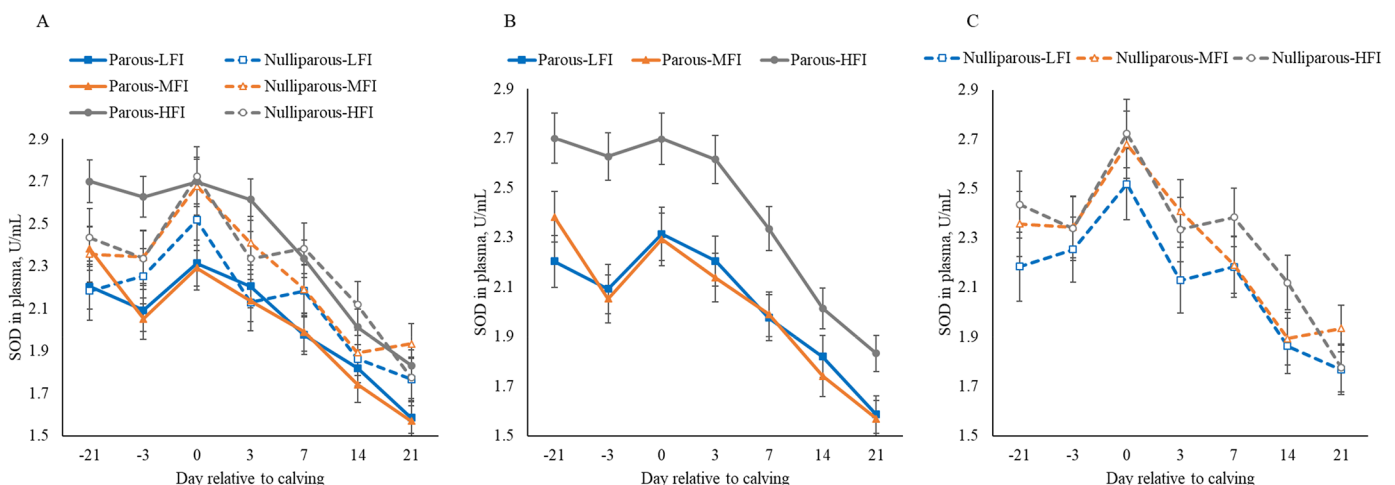 A
Parous-LFI Nulliparous-LFI
Parous-MFI Nulliparous-MFI
Parous-HFI Nulliparous-HFI
2.9
2.7
2.5
2.3
2.1
1.9
1.7
1.5
SOD in plasma, U/mL
-21 -3 0 3 7 14 21
Day relative to calving
B
Parous-LFI Parous-MFI Parous-HFI
2.9
2.7
2.5
2.3
2.1
1.9
1.7
1.5
SOD in plasma, U/mL
-21 -3 0 3 7 14 21
Day relative to calving
C
Nulliparous-LFI Nulliparous-MFI Nulliparous-HFI
2.9
2.7
2.5
2.3
2.1
1.9
1.7
1.5
SOD in plasma, U/mL
-21 -3 0 3 7 14 21
Day relative to calving